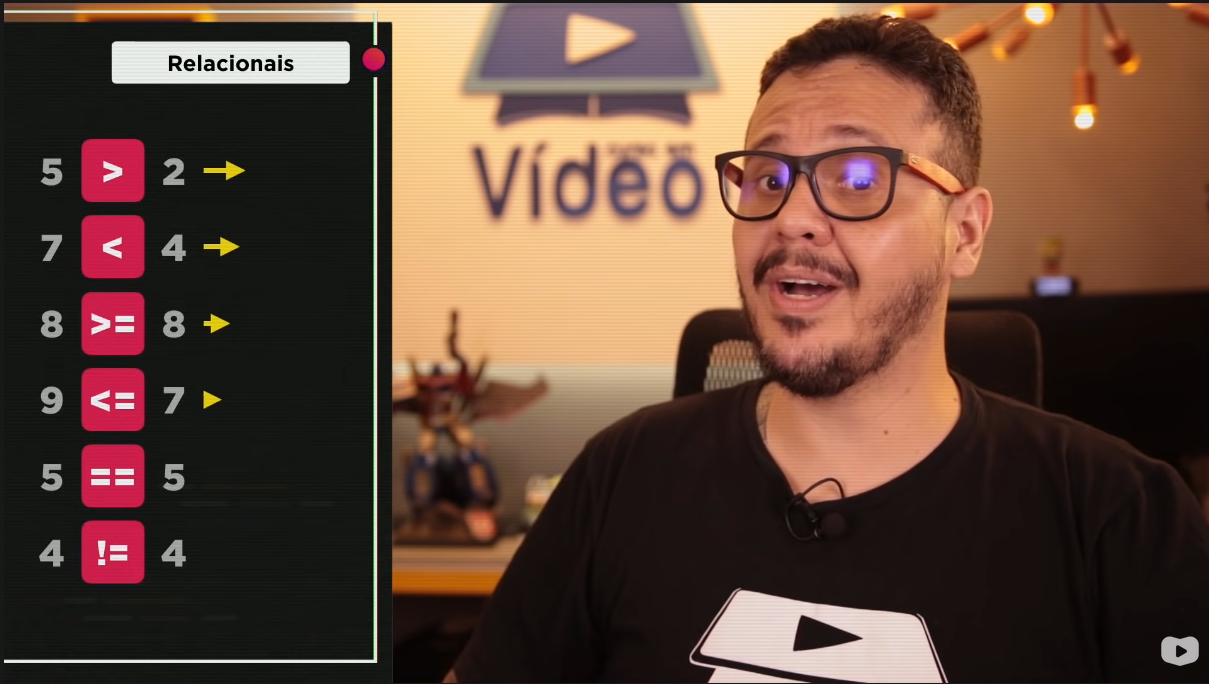 Relacionais
5 > 2
7 < 4
8 >= 8
9 <= 7
5 == 5
4 != 4
Vídeo